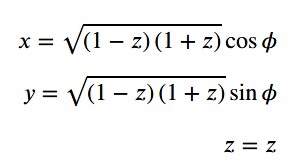 x = √(1 − z)(1 + z) cos ϕ
y = √(1 − z)(1 + z) sin ϕ
z = z